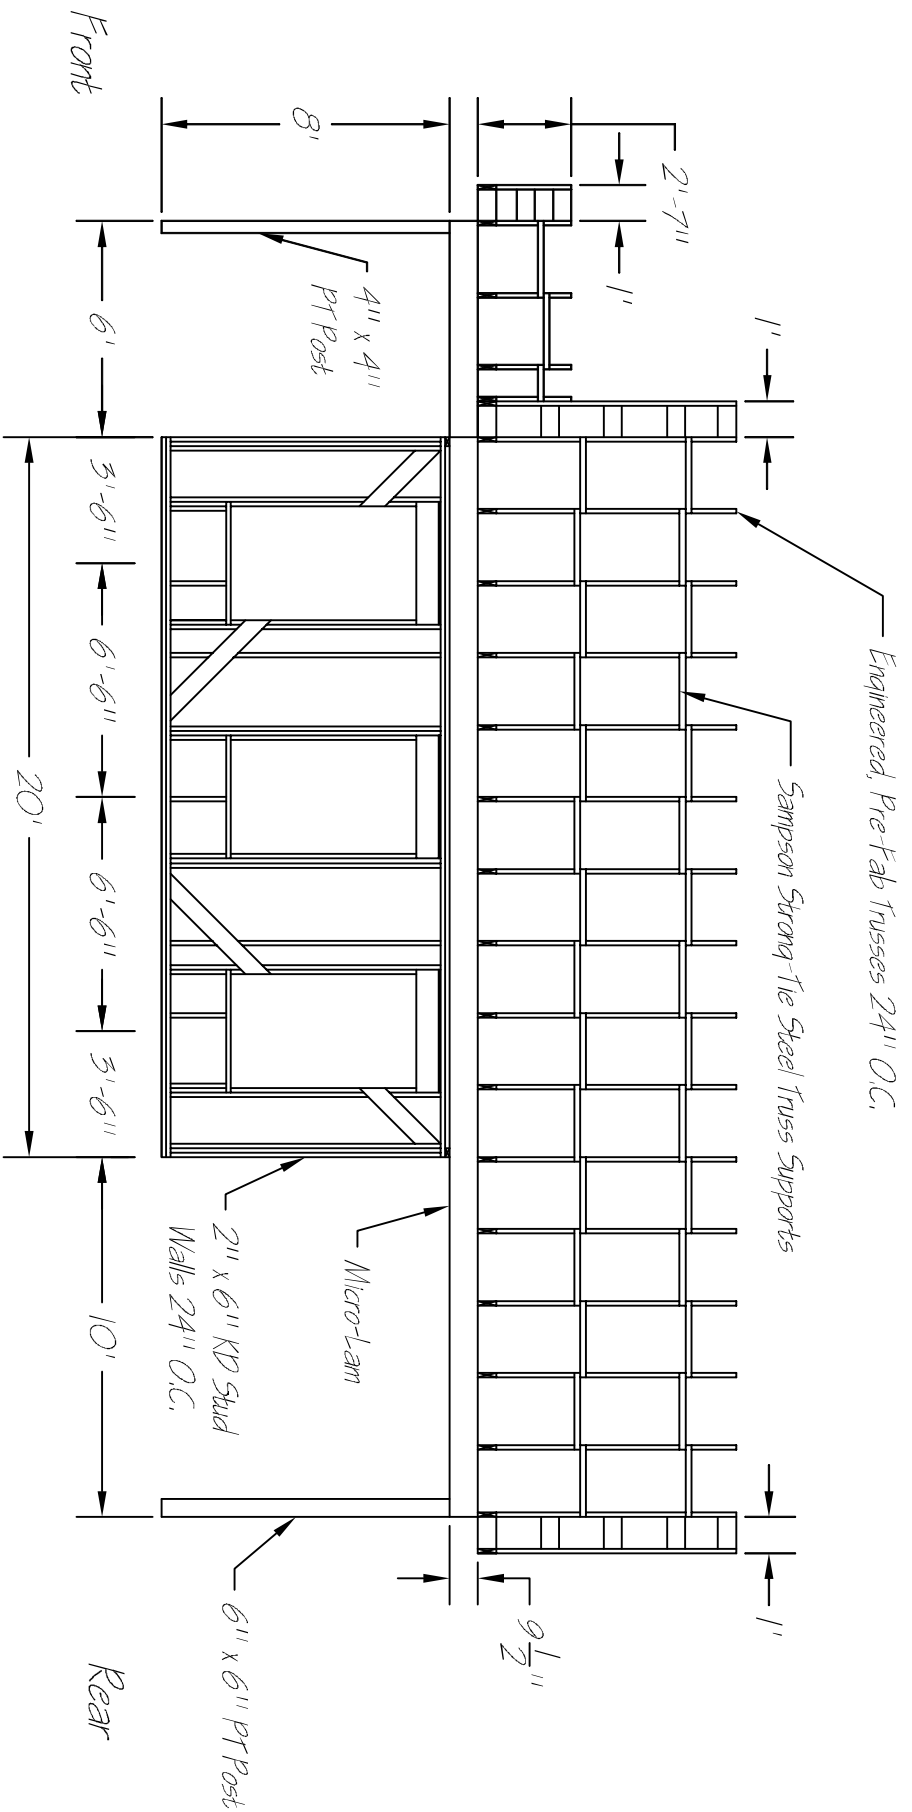 Engineered, Pre-Fab Trusses 24" O.C.
Sampson Strong-Tie Steel Truss Supports
2'-7"
1'
1'
1'
8'
4" x 4"
PT Post
Micro-Lam
2" x 6" KD Stud
Walls 24" O.C.
9 1/2"
6" x 6" PT Post
6'
3'-6"
6'-6"
6'-6"
3'-6"
10'
20'
Front
Rear